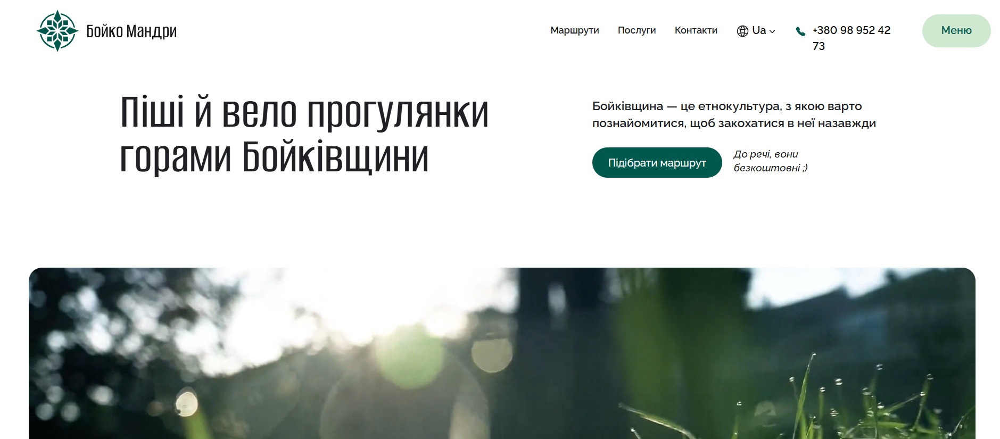 Бойко Мандри
Маршрути
Послуги
Контакти
Ua
+380 98 952 42
73
Меню
Піші й вело прогулянки
горами Бойківщини
Бойківщина — це етнокультура, з якою варто
познайомитися, щоб закохатися в неї назавжди
Підібрати маршрут
До речі, вони
безкоштовні ;)